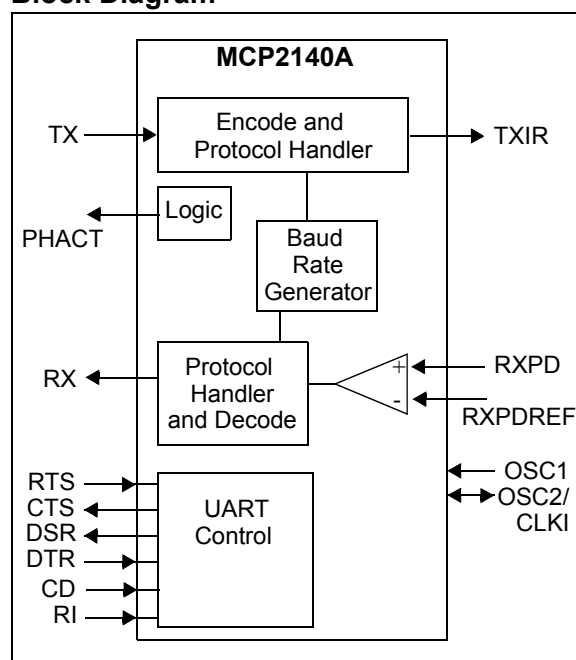 Block Diagram
MCP2140A
TX
Encode and
Protocol Handler
TXIR
PHACT
Logic
Baud
Rate
Generator
RX
Protocol
Handler
and Decode
+
-
RXPD
RXPDREF
OSC1
OSC2/
CLKI
RTS
CTS
DSR
DTR
CD
RI
UART
Control